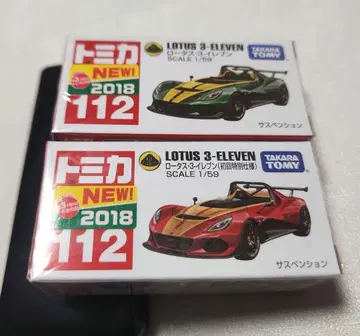 トミカ
NEW!
2018
112
LOTUS 3-ELEVEN
ロータス・3-イレブン
SCALE 1/59
TAKARA
TOMY
サスペンション
トミカ
NEW!
2018
112
LOTUS 3-ELEVEN
ロータス・3-イレブン(初回特別仕様)
SCALE 1/59
TAKARA
TOMY
サスペンション